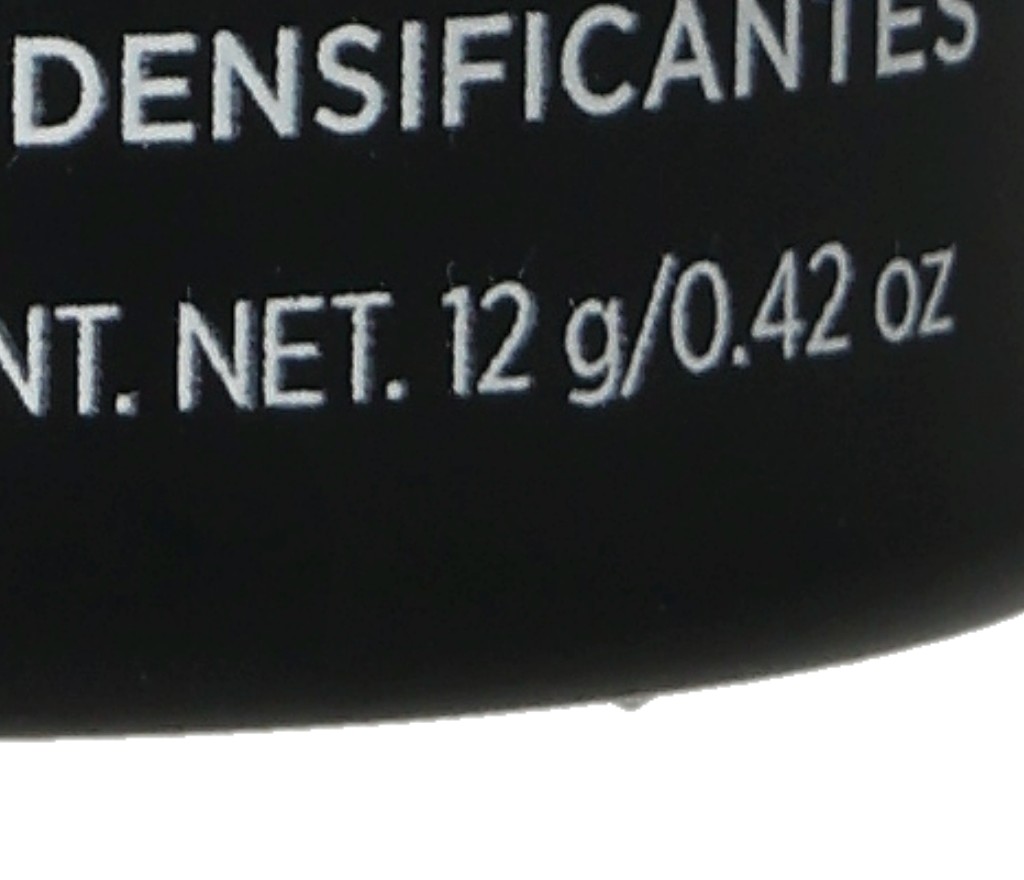 DENSIFICANTES
NT. NET. 12 g/0.42 oz